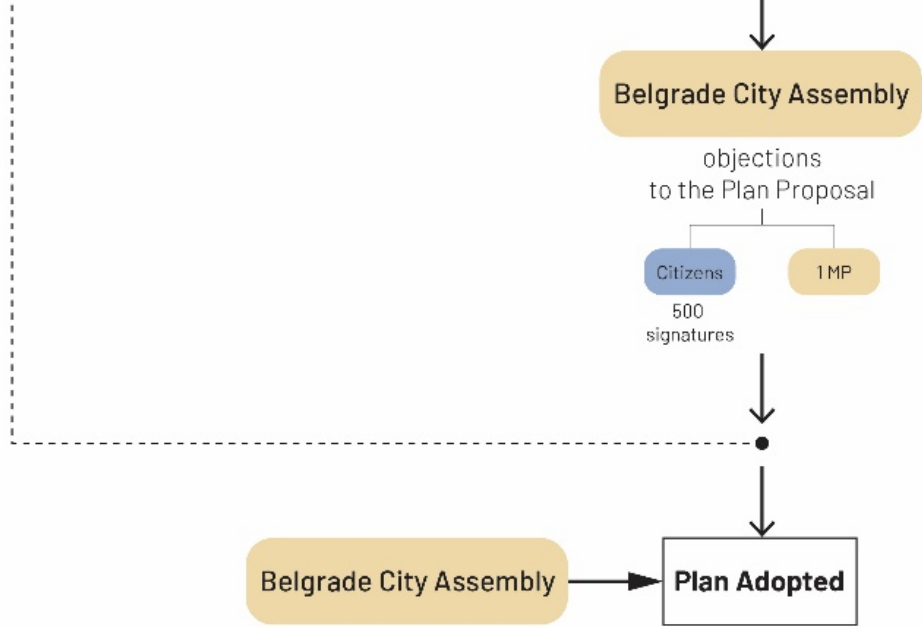 Belgrade City Assembly
objections
to the Plan Proposal
Citizens
1 MP
500
signatures
Belgrade City Assembly
Plan Adopted